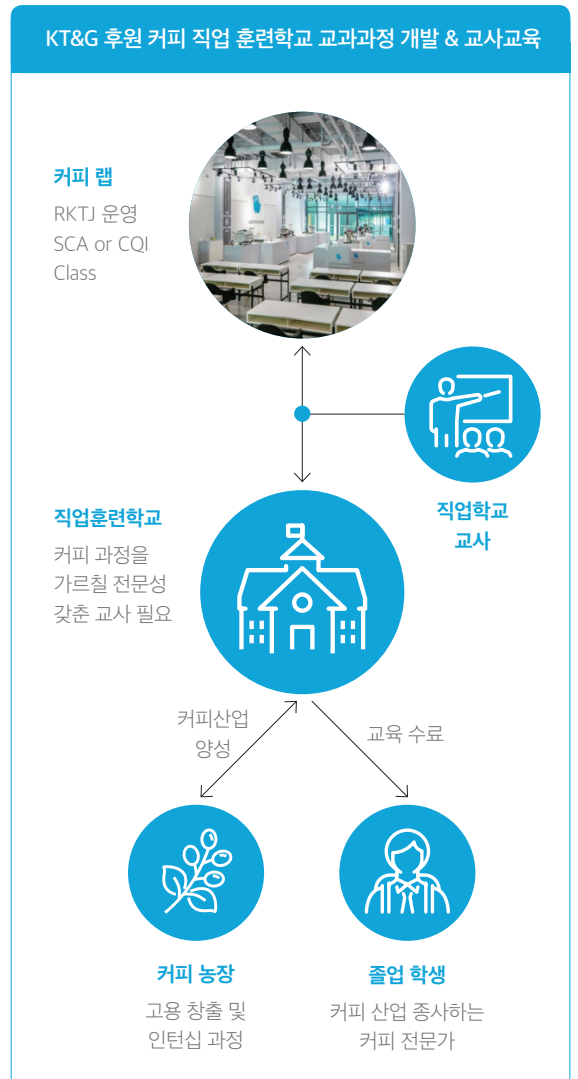 KT&G 후원 커피 직업 훈련학교 교과과정 개발 & 교사교육
커피 랩
RKTJ 운영
SCA or CQI
Class
직업학교
교사
직업훈련학교
커피 과정을
가르칠 전문성
갖춘 교사 필요
커피산업
양성
교육 수료
커피 농장
고용 창출 및
인턴십 과정
졸업 학생
커피 산업 종사하는
커피 전문가